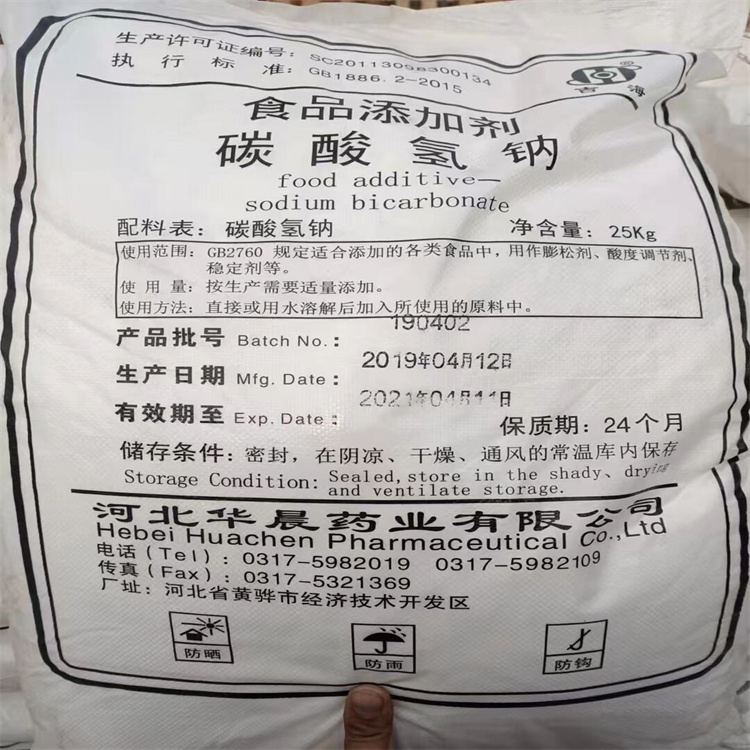 生产许可证编号：SC20113098300134
执行标准：GB1886.2-2015
吉海®
食品添加剂
碳酸氢钠
food additive—
sodium bicarbonate
配料表：碳酸氢钠 净含量：25Kg
使用范围：GB2760 规定适合添加的各类食品中，用作膨松剂、酸度调节剂、
稳定剂等。
使用量：按生产需要适量添加。
使用方法：直接或用水溶解后加入所使用的原料中。
产品批号 Batch No.： 190402
生产日期 Mfg. Date： 2019年04月12日
有效期至 Exp. Date： 2021年04月11日
保质期：24个月
储存条件：密封，在阴凉、干燥、通风的常温库内保存
Storage Condition: Sealed,store in the shady、drying
and ventilate storage.
河北华晨药业有限公司
Hebei Huachen Pharmaceutical Co.,Ltd
电话（Tel）：0317-5982019 0317-5982109
传真（Fax）：0317-5321369
厂址：河北省黄骅市经济技术开发区
防晒 防雨 防钩